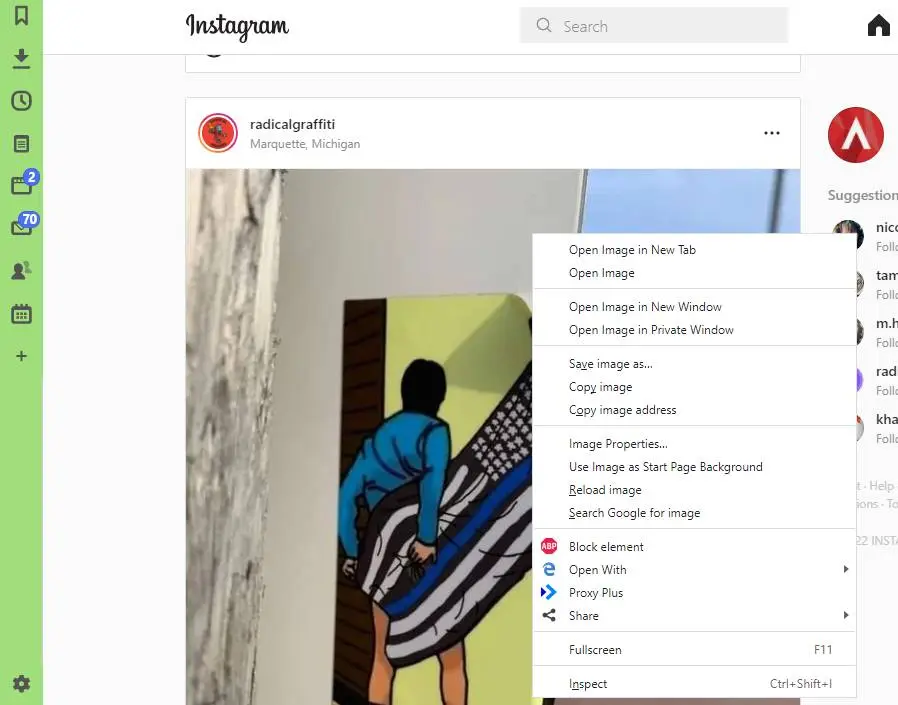 2
70
Instagram
Search
radicalgraffiti
Marquette, Michigan
Open Image in New Tab
Open Image
Open Image in New Window
Open Image in Private Window
Save image as...
Copy image
Copy image address
Image Properties...
Use Image as Start Page Background
Reload image
Search Google for image
ABP Block element
Open With
Proxy Plus
Share
Fullscreen F11
Inspect Ctrl+Shift+I
Suggestion
nico
Follo
tam
Follo
m.h
Follo
radi
Follo
kha
Follo
t · Help ·
ions · To
22 INSTA